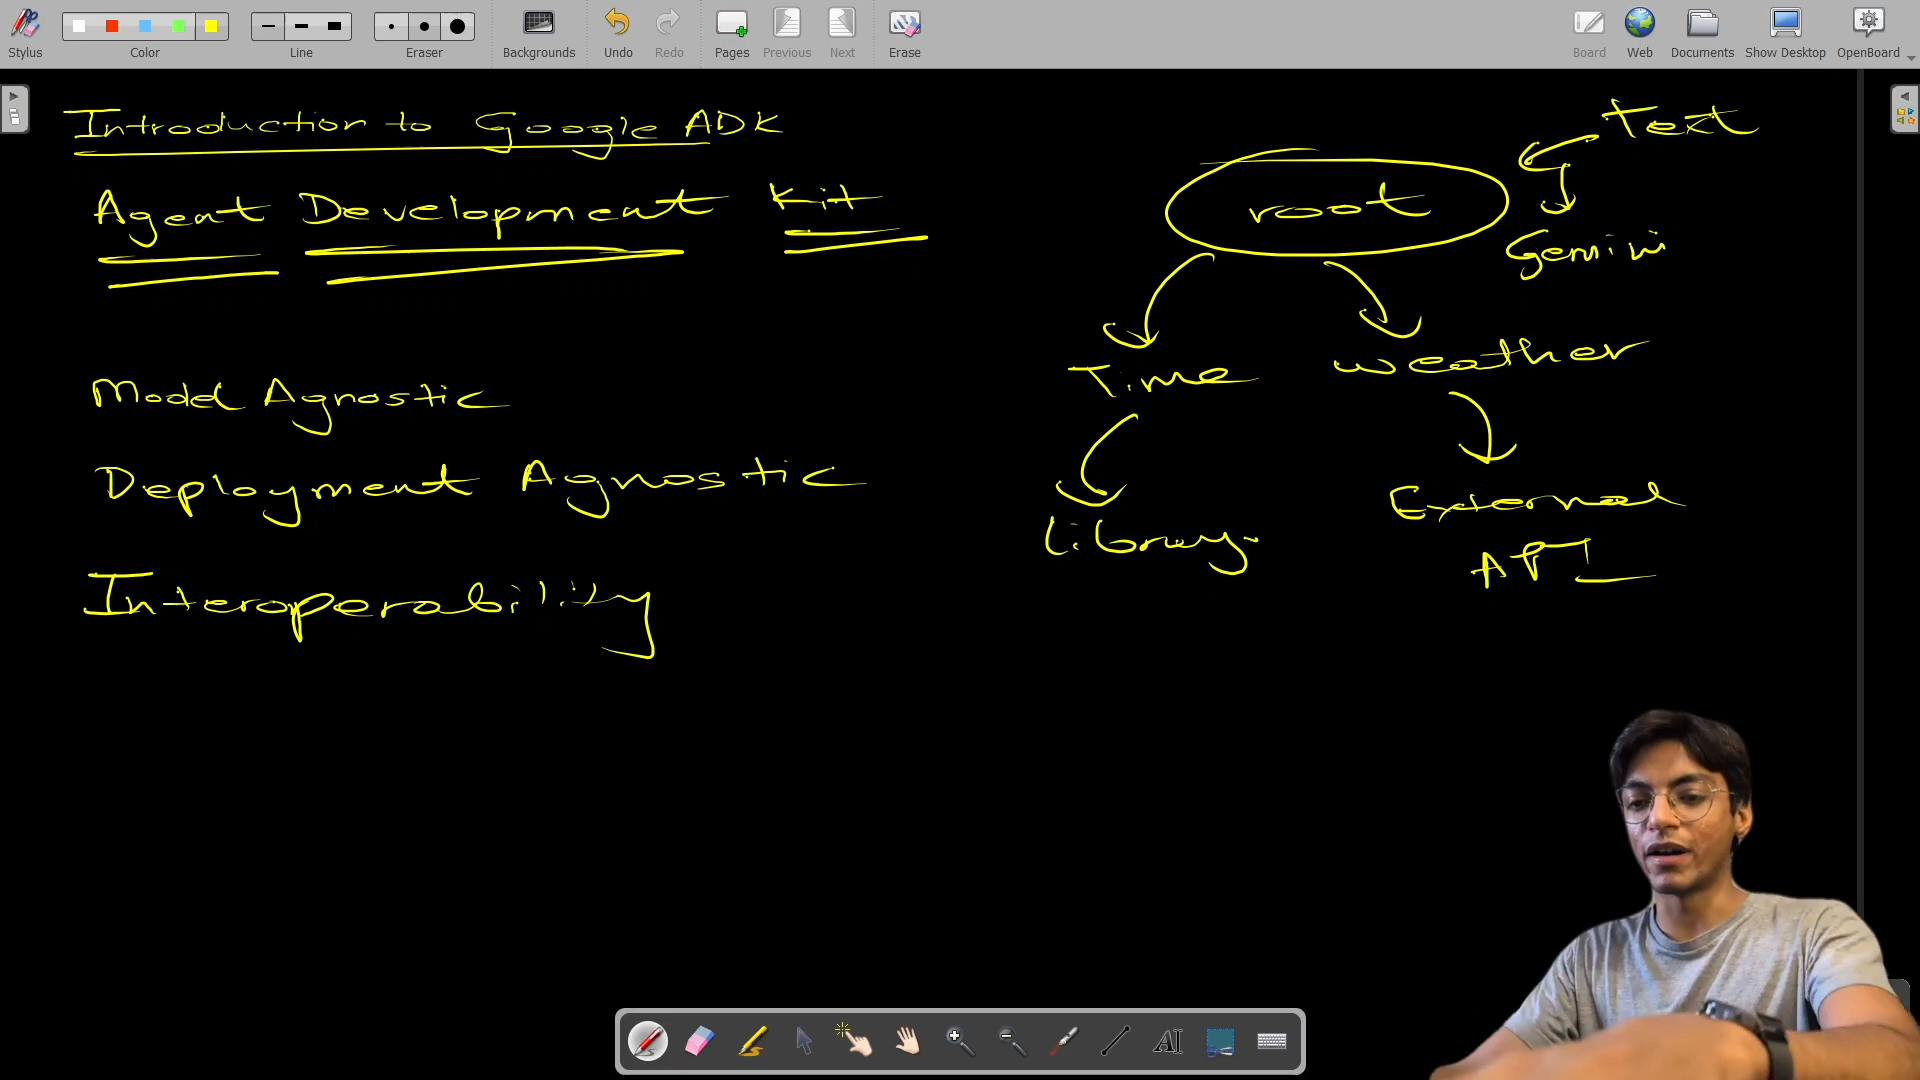 Stylus Color Line Eraser Backgrounds Undo Redo Pages Previous Next Erase Board Web Documents Show Desktop OpenBoard
Introduction to Google ADK
Agent Development Kit
Model Agnostic
Deployment Agnostic
Interoperability
text
root
Gemini
Time weather
Library
External
API